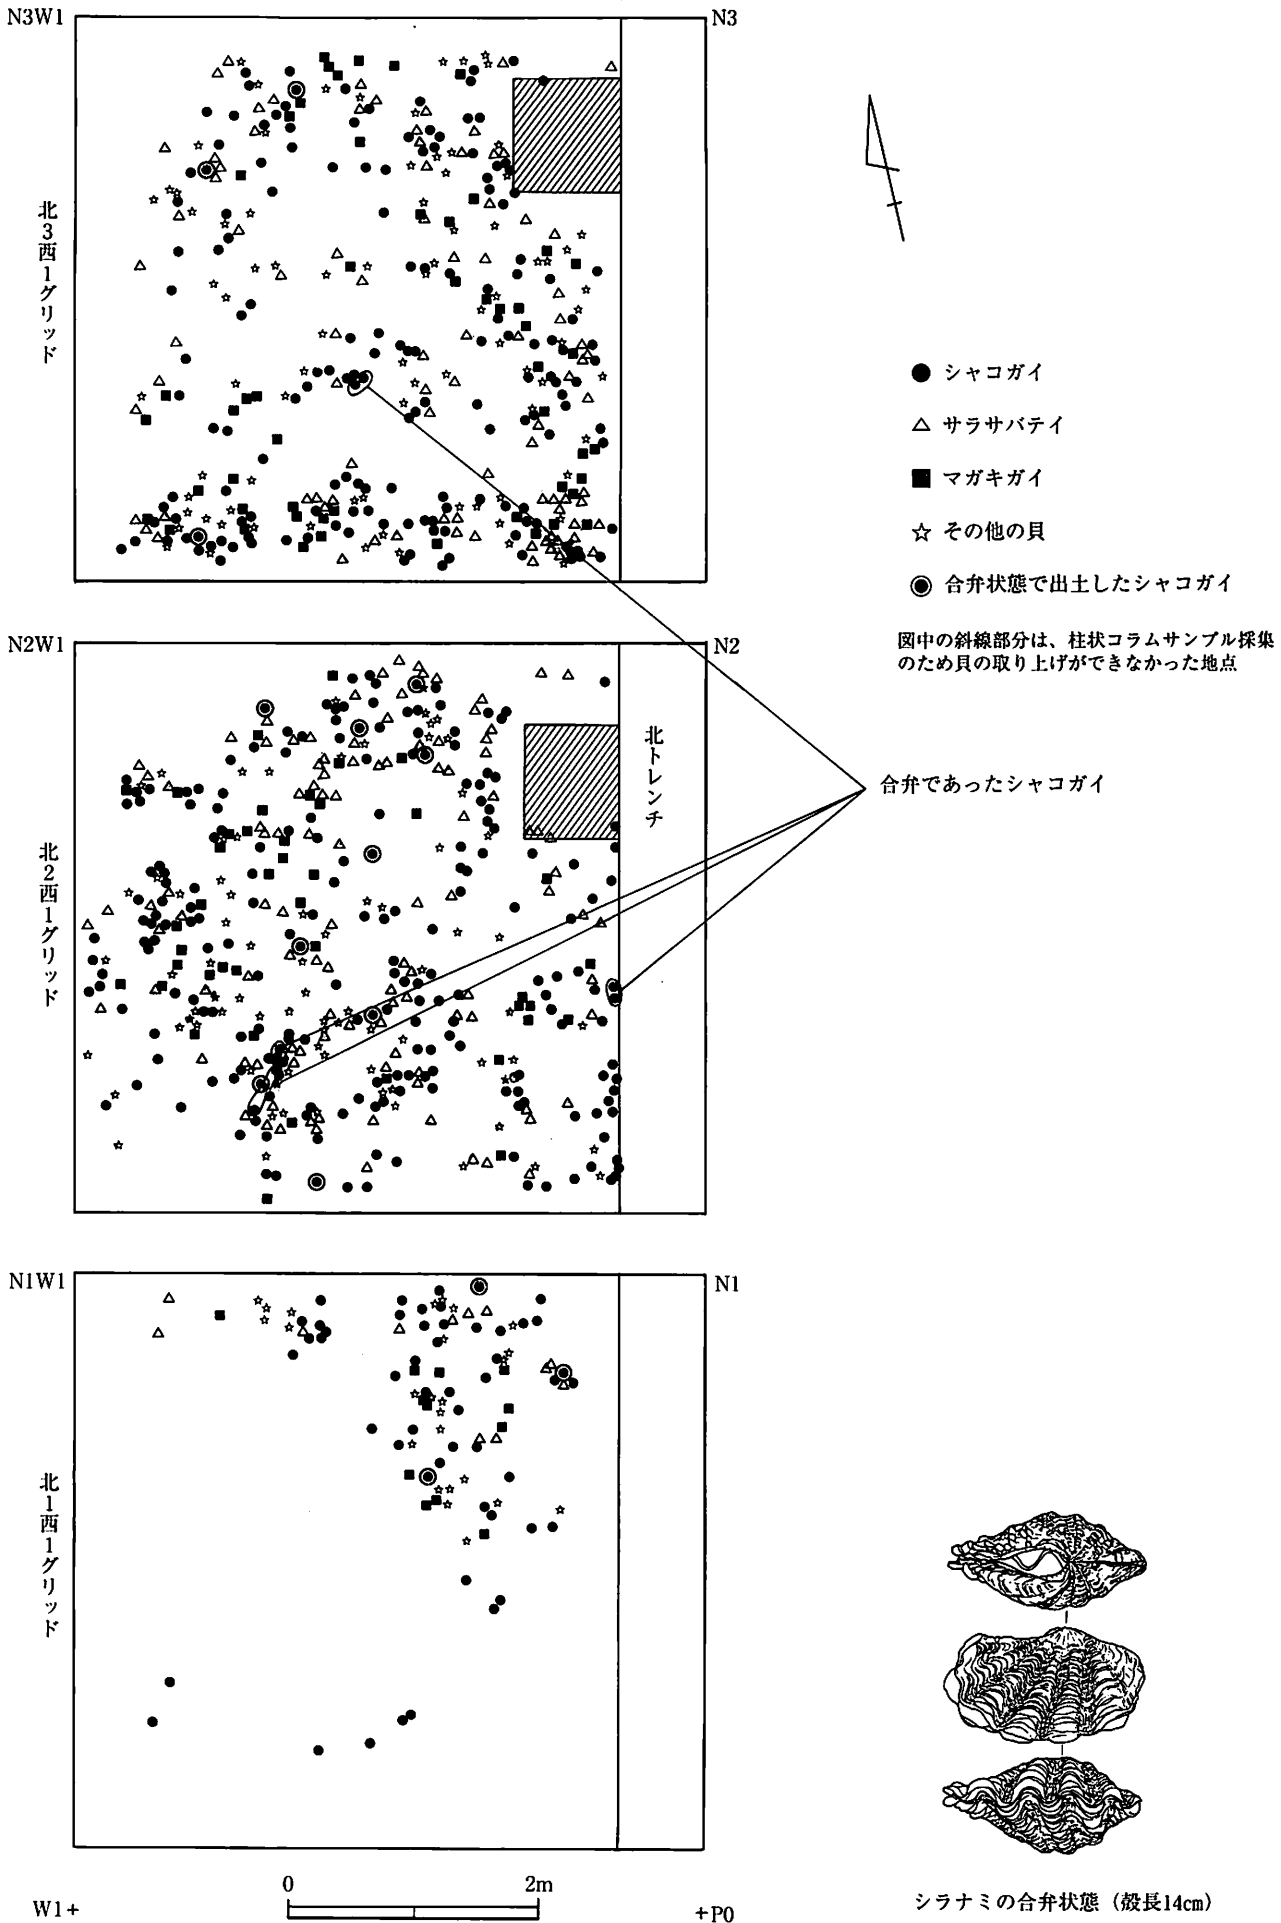 N3W1
N3
北3西1グリッド
● シャコガイ
△ サラサバテイ
■ マガキガイ
☆ その他の貝
◉ 合弁状態で出土したシャコガイ
図中の斜線部分は、柱状コラムサンプル採集
のため貝の取り上げができなかった地点
N2W1
N2
北トレンチ
合弁であったシャコガイ
北2西1グリッド
N1W1
N1
北1西1グリッド
0
2m
W1+
+P0
シラナミの合弁状態（殻長14cm）